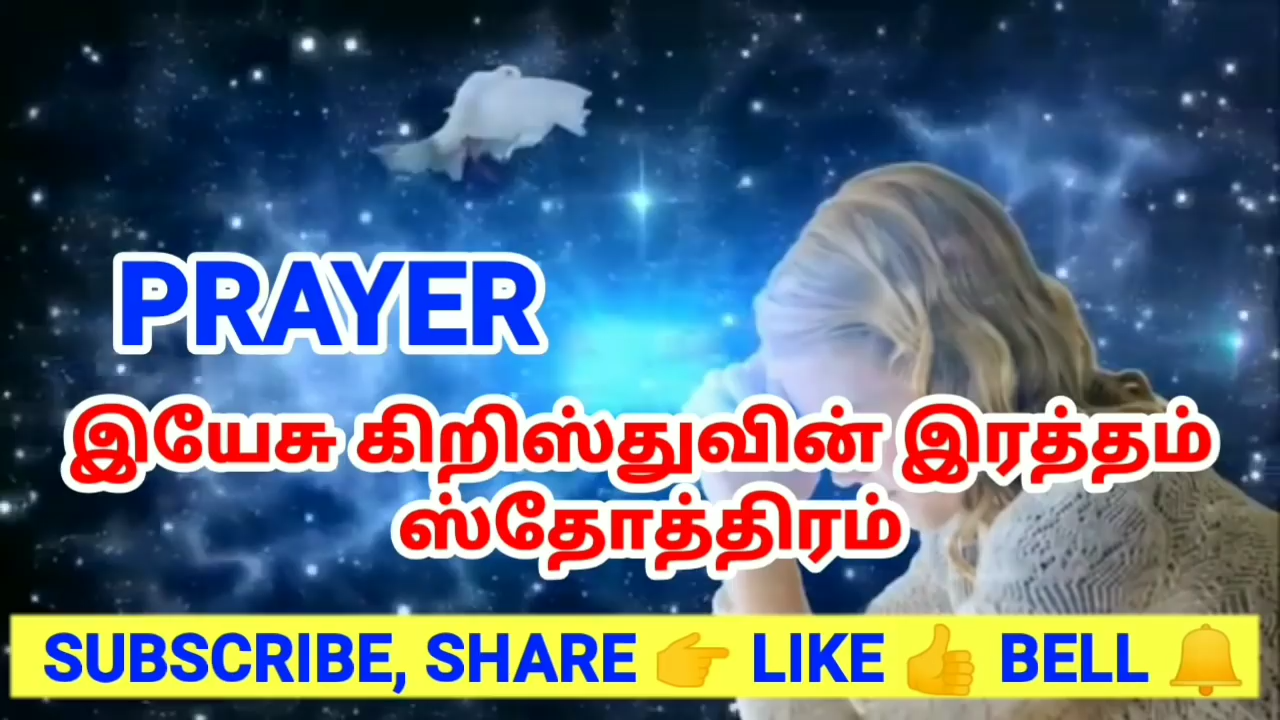 PRAYER
இயேசு கிறிஸ்துவின் இரத்தம்
ஸ்தோத்திரம்
SUBSCRIBE, SHARE 👉 LIKE 👍 BELL 🔔